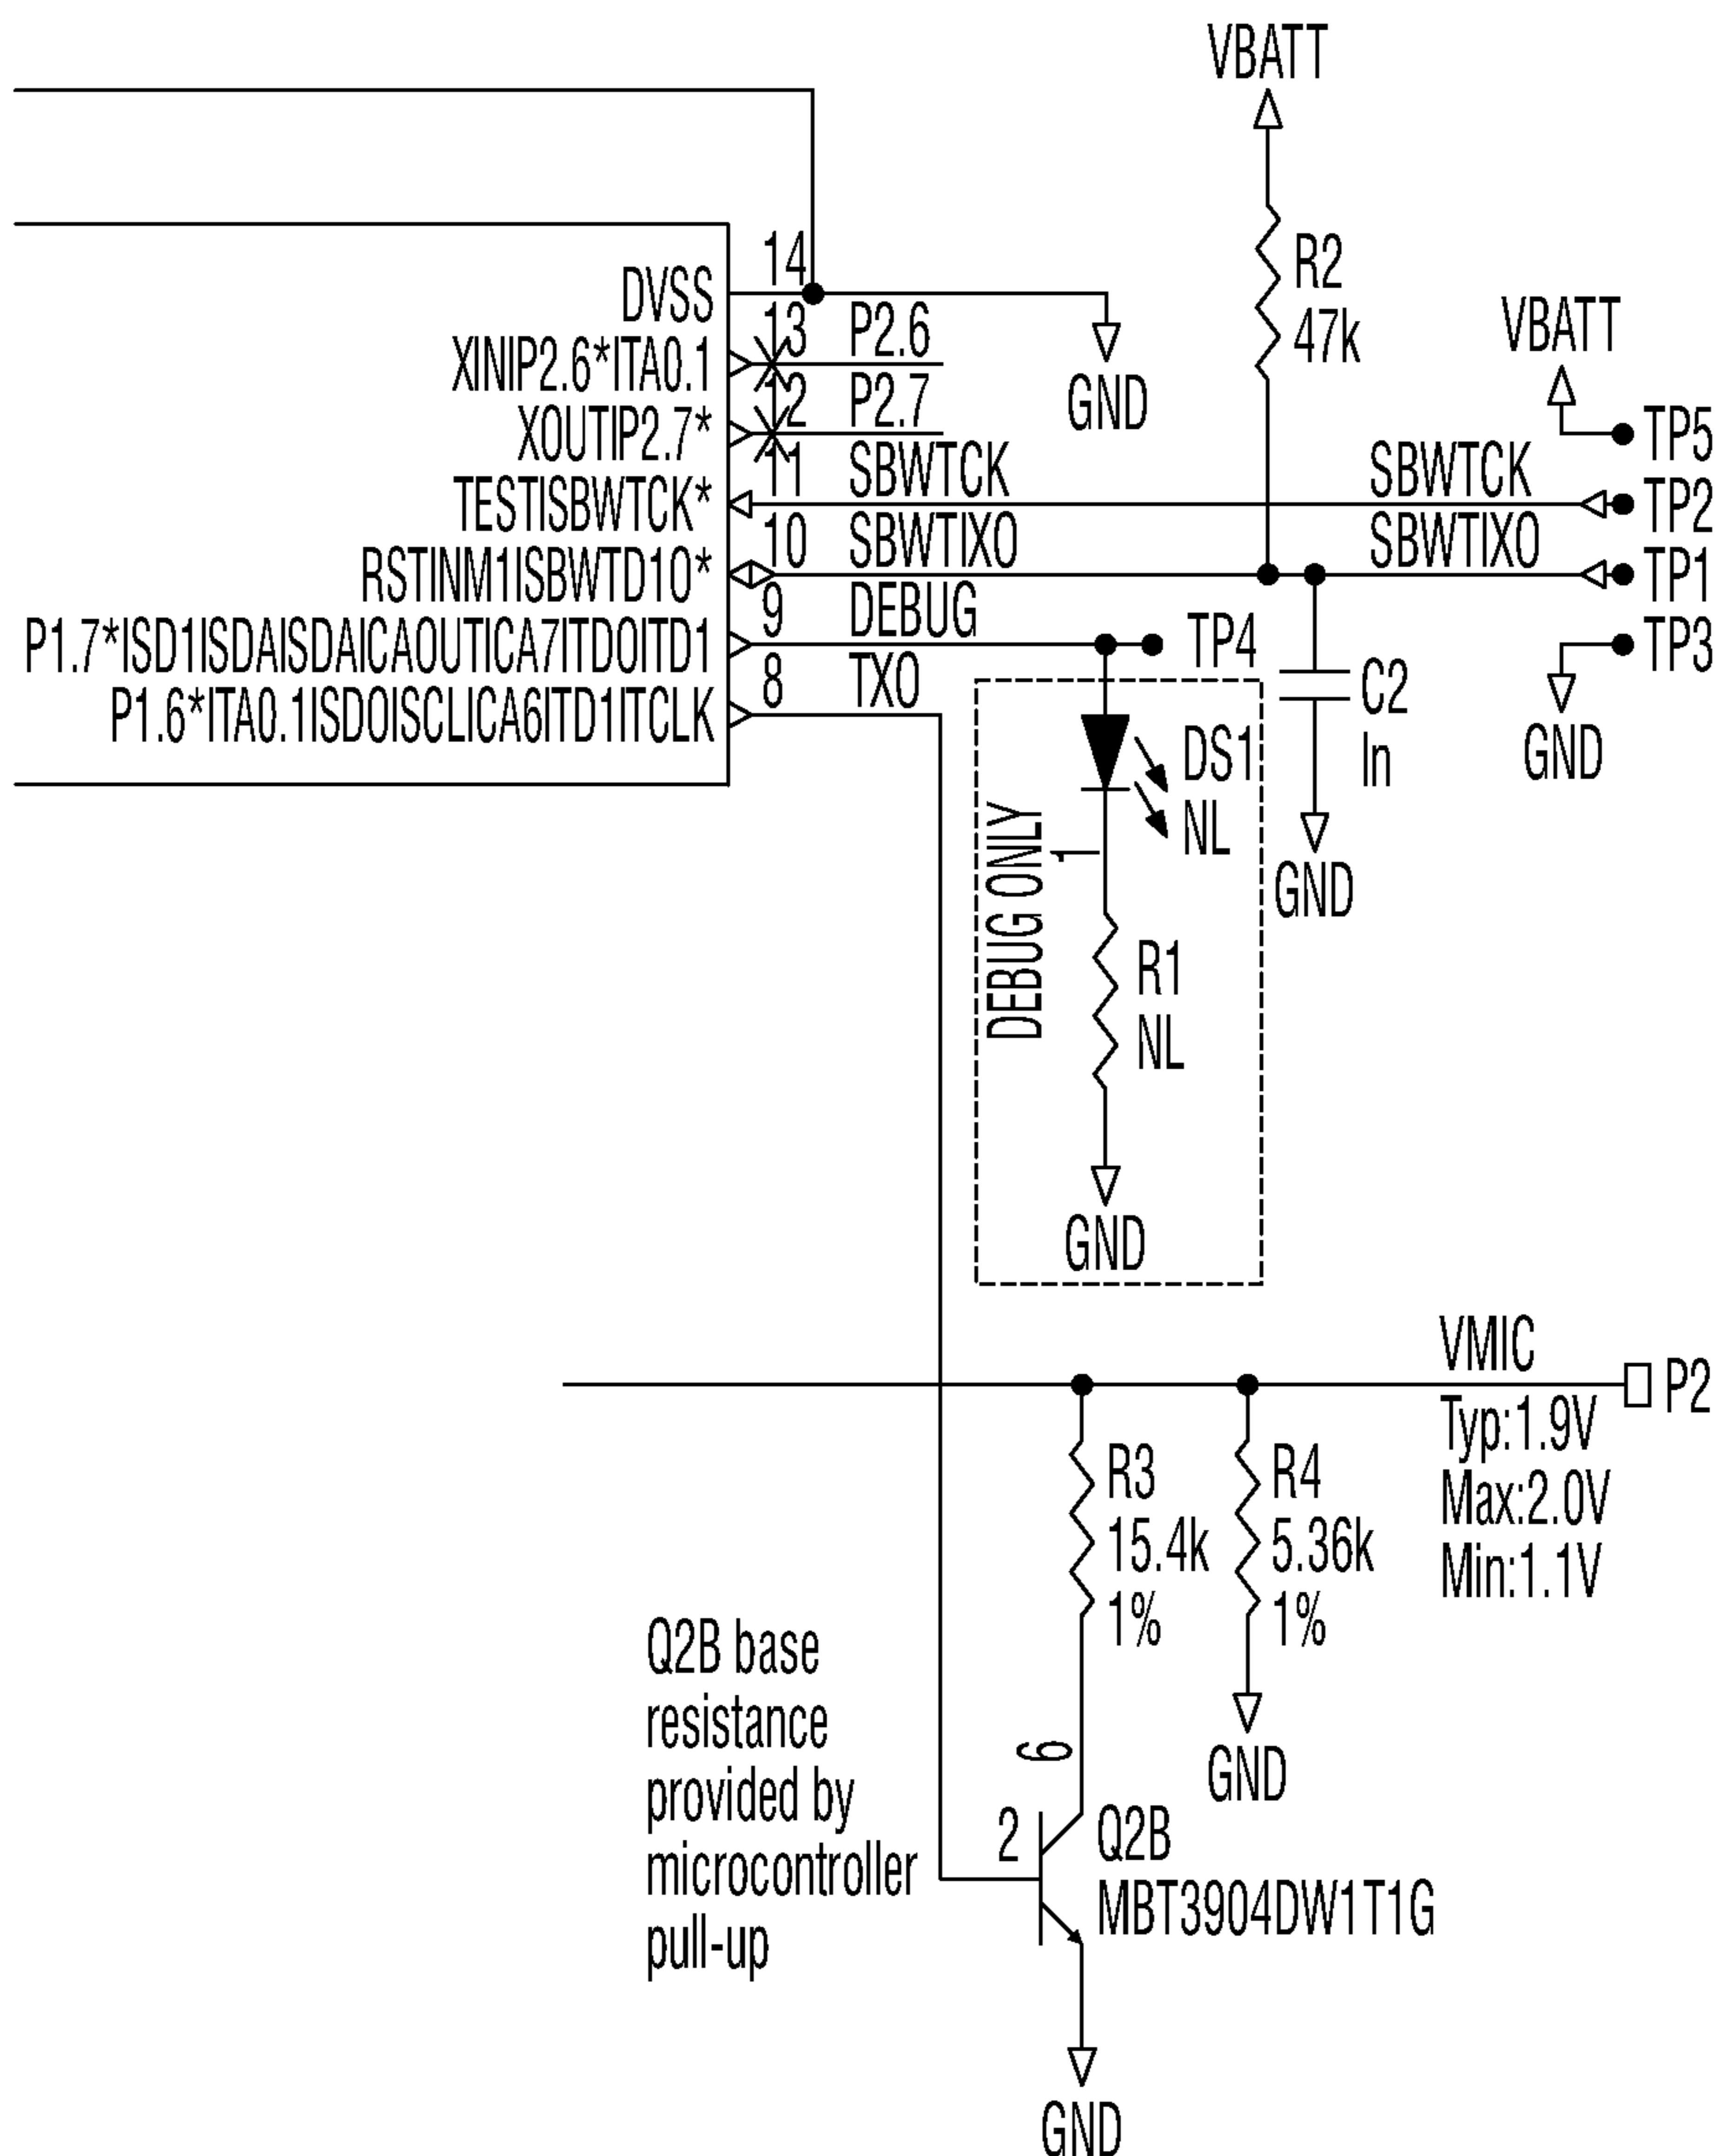 VBATT
R2
47k
VBATT
TP5
DVSS
14
GND
XINIP2.6*ITA0.1
13
P2.6
XOUTIP2.7*
12
P2.7
TESTISBWTCK*
11
SBWTCK
SBWTCK
TP2
RSTINM1ISBWTD1O*
10
SBWTIXO
SBWTIXO
TP1
P1.7*ISD1ISDAISDAICAOUTICA7ITDOITD1
9
DEBUG
TP4
TP3
P1.6*ITA0.1ISDOISCLICA6ITD1ITCLK
8
TXO
C2
In
GND
GND
DS1
NL
DEBUG ONLY
1
R1
NL
GND
VMIC
P2
Typ:1.9V
Max:2.0V
Min:1.1V
R3
15.4k
1%
R4
5.36k
1%
GND
Q2B base
resistance
provided by
microcontroller
pull-up
6
2
Q2B
MBT3904DW1T1G
GND